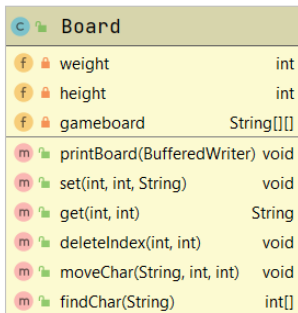 c Board
f weight int
f height int
f gameboard String[][]
m printBoard(BufferedWriter) void
m set(int, int, String) void
m get(int, int) String
m deleteIndex(int, int) void
m moveChar(String, int, int) void
m findChar(String) int[]